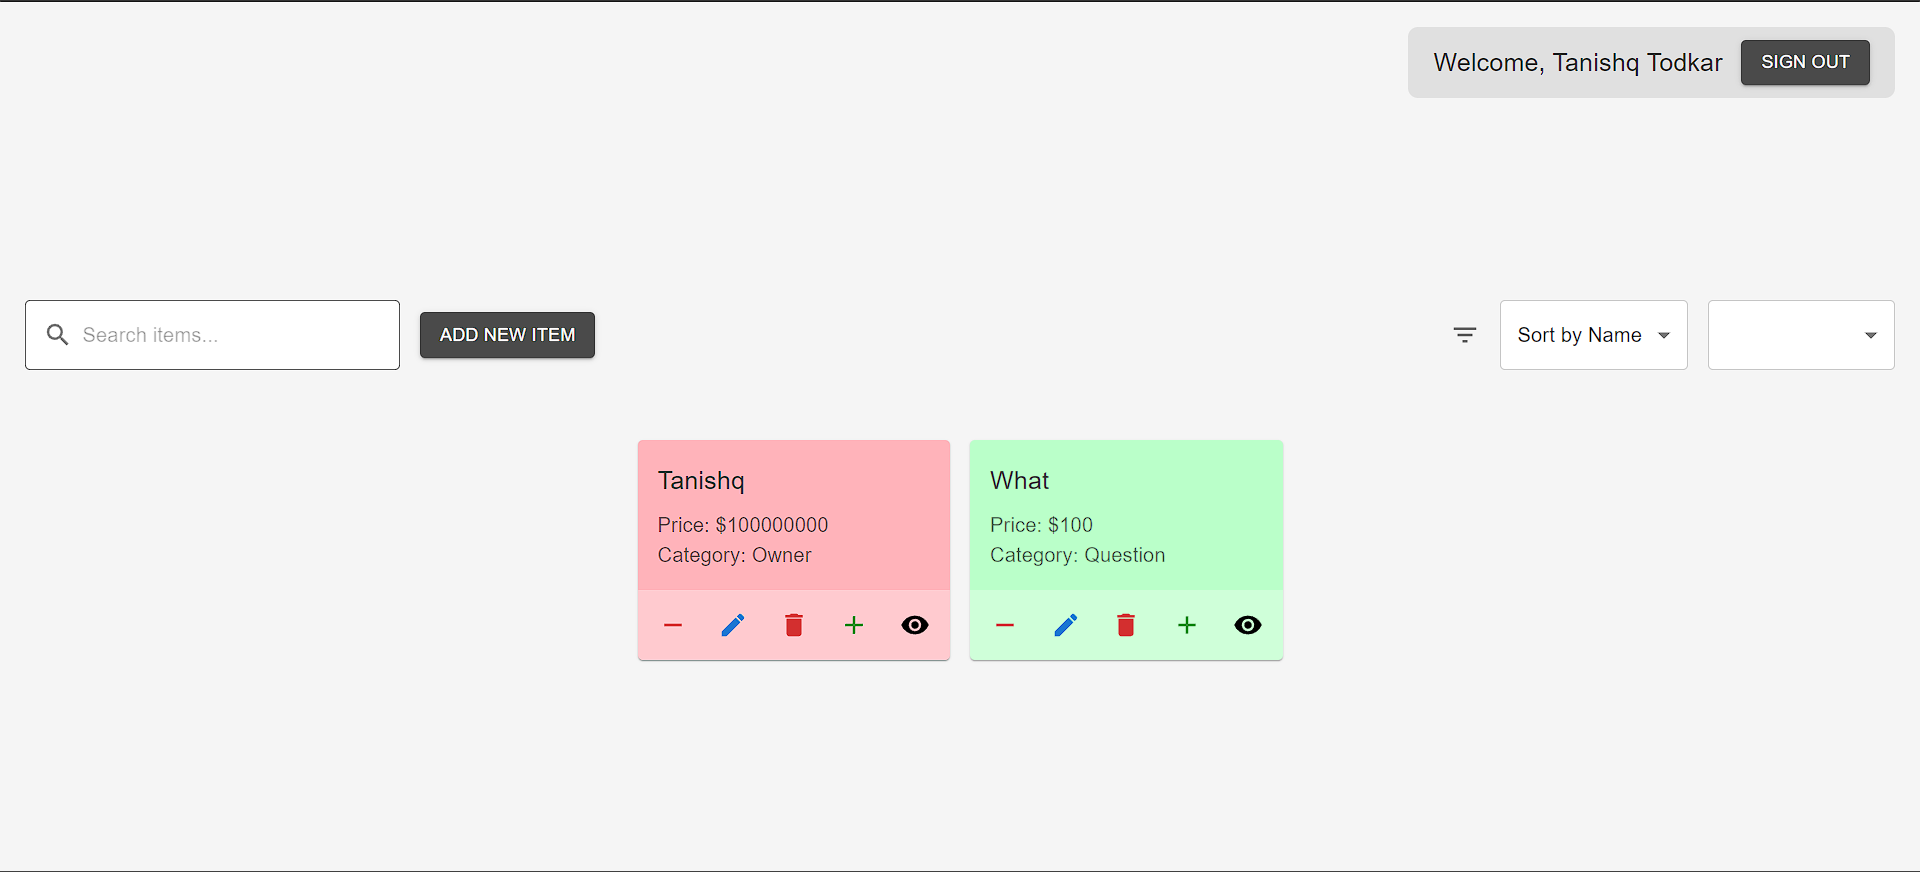 Welcome, Tanishq Todkar
SIGN OUT
Search items...
ADD NEW ITEM
Sort by Name
Tanishq
Price: $100000000
Category: Owner
What
Price: $100
Category: Question